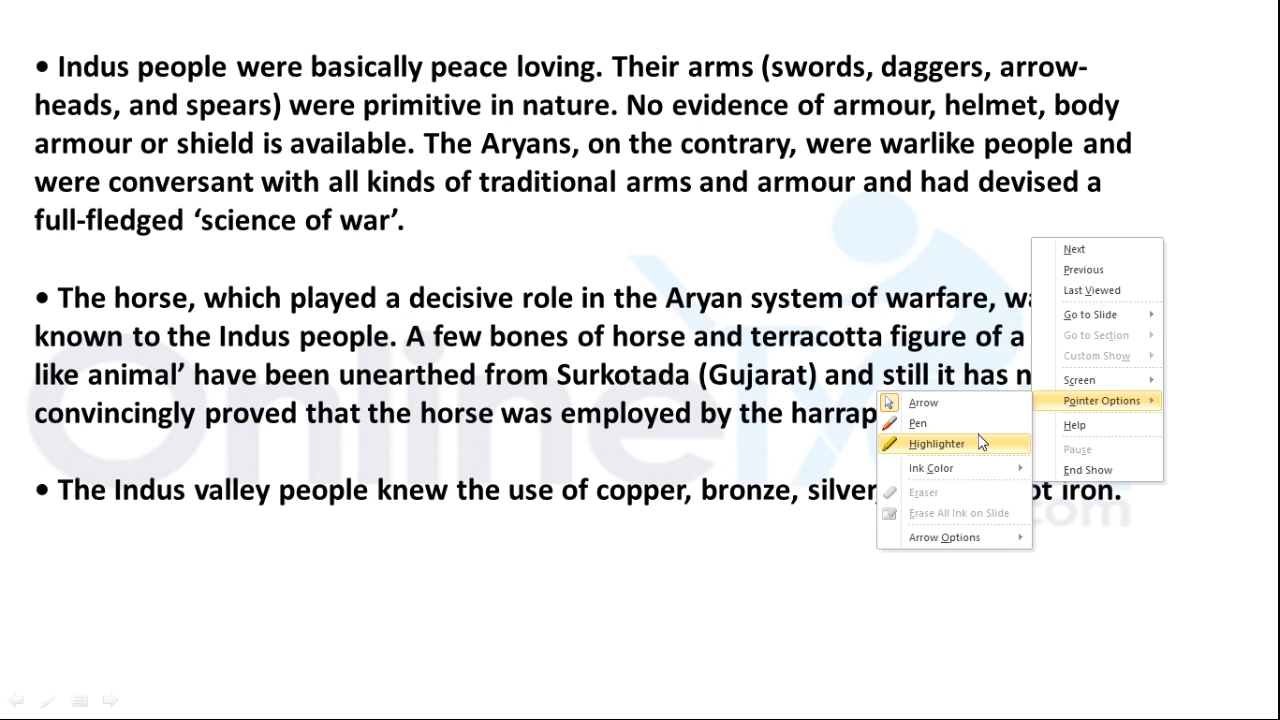 • Indus people were basically peace loving. Their arms (swords, daggers, arrow-
heads, and spears) were primitive in nature. No evidence of armour, helmet, body
armour or shield is available. The Aryans, on the contrary, were warlike people and
were conversant with all kinds of traditional arms and armour and had devised a
full-fledged ‘science of war’.
• The horse, which played a decisive role in the Aryan system of warfare,
known to the Indus people. A few bones of horse and terracotta figure of a
like animal’ have been unearthed from Surkotada (Gujarat) and still it has
convincingly proved that the horse was employed by the
• The Indus valley people knew the use of copper, bronze, silver, iron.
Next
Previous
Last Viewed
Go to Slide
Go to Section
Custom Show
Screen
Pointer Options
Help
Pause
End Show
Arrow
Pen
Highlighter
Ink Color
Eraser
Erase All Ink on Slide
Arrow Options
Online
.com